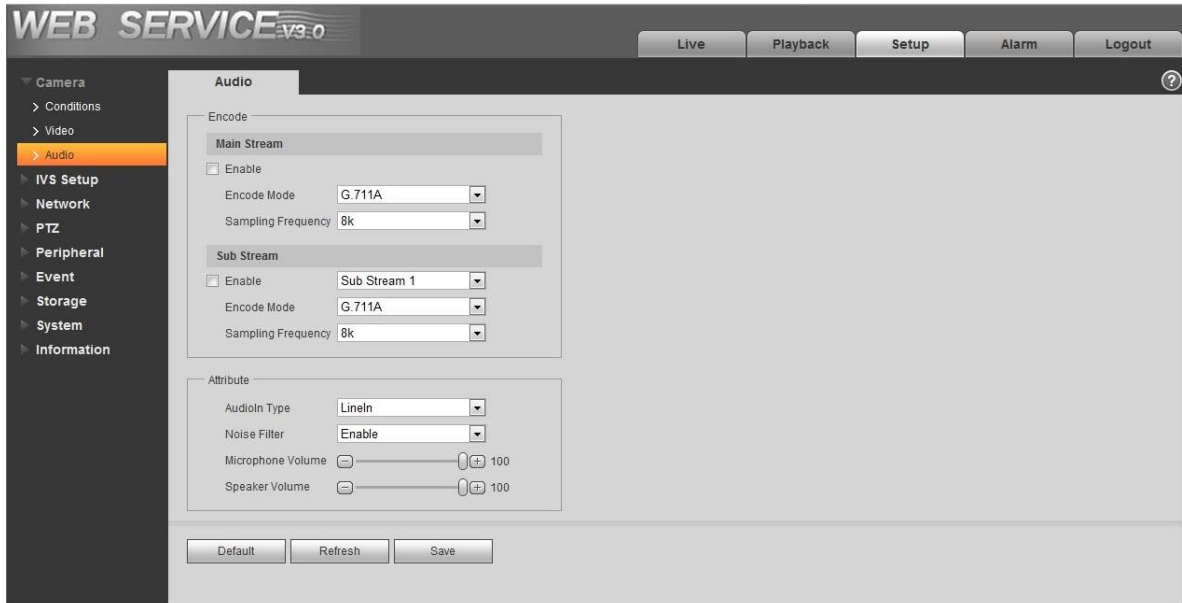 WEB SERVICE V3.0
Live Playback Setup Alarm Logout
Camera
Conditions
Video
Audio
IVS Setup
Network
PTZ
Peripheral
Event
Storage
System
Information
Audio
?
Encode
Main Stream
Enable
Encode Mode G.711A
Sampling Frequency 8k
Sub Stream
Enable Sub Stream 1
Encode Mode G.711A
Sampling Frequency 8k
Attribute
AudioIn Type LineIn
Noise Filter Enable
Microphone Volume 100
Speaker Volume 100
Default Refresh Save